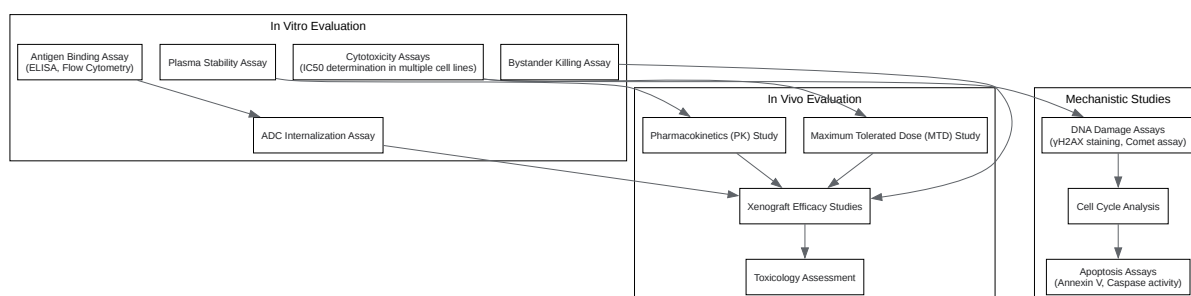 In Vitro Evaluation
Antigen Binding Assay
(ELISA, Flow Cytometry)
Plasma Stability Assay
Cytotoxicity Assays
(IC50 determination in multiple cell lines)
Bystander Killing Assay
ADC Internalization Assay
In Vivo Evaluation
Pharmacokinetics (PK) Study
Maximum Tolerated Dose (MTD) Study
Xenograft Efficacy Studies
Toxicology Assessment
Mechanistic Studies
DNA Damage Assays
(γH2AX staining, Comet assay)
Cell Cycle Analysis
Apoptosis Assays
(Annexin V, Caspase activity)